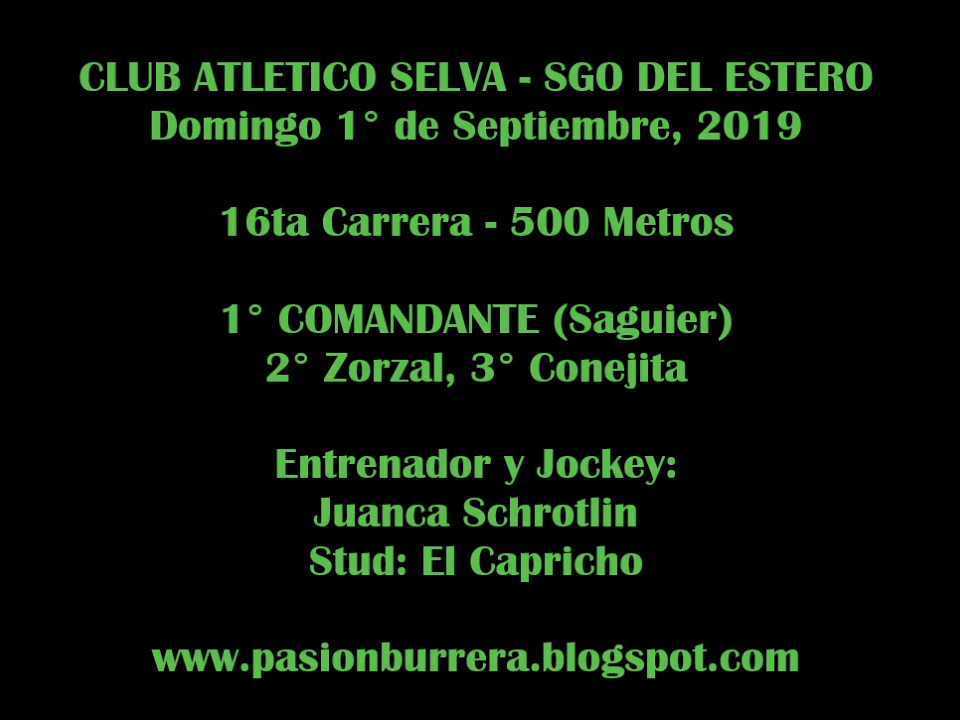 CLUB ATLETICO SELVA - SGO DEL ESTERO
Domingo 1° de Septiembre, 2019
16ta Carrera - 500 Metros
1° COMANDANTE (Saguier)
2° Zorzal, 3° Conejita
Entrenador y Jockey:
Juanca Schrotlin
Stud: El Capricho
www.pasionburrera.blogspot.com